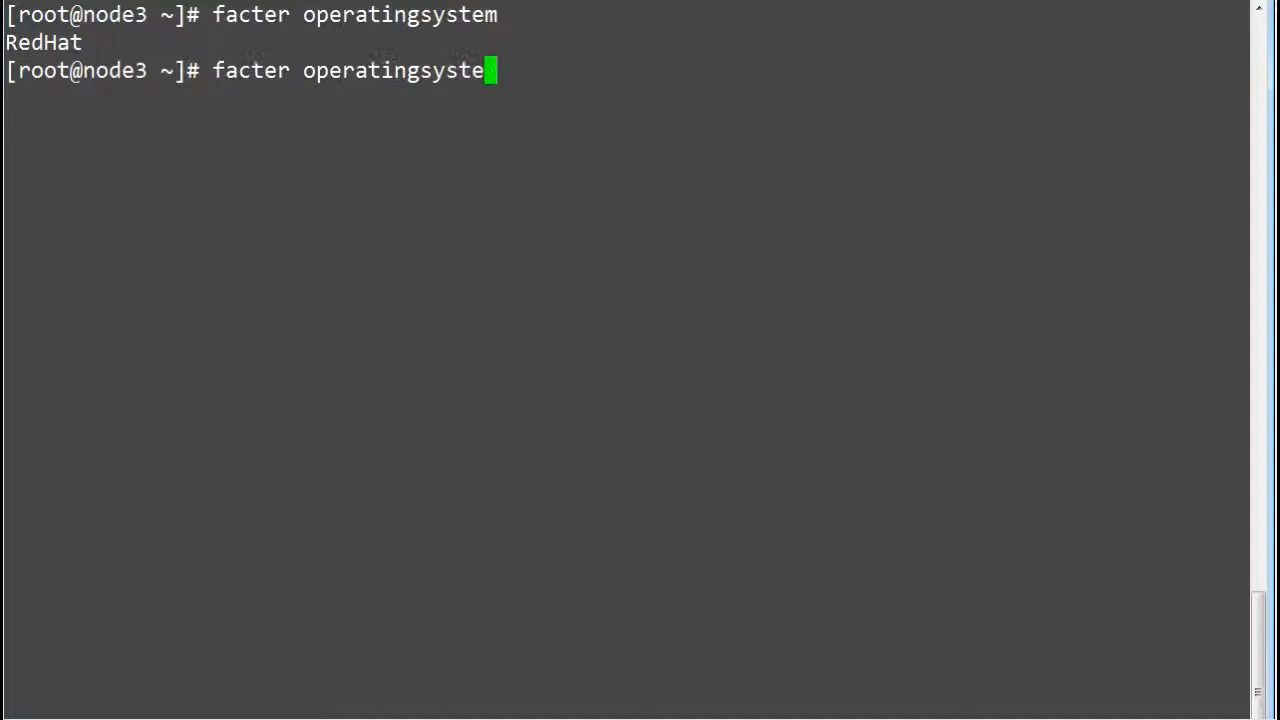 [root@node3 ~]# facter operatingsystem
RedHat
[root@node3 ~]# facter operatingsyste